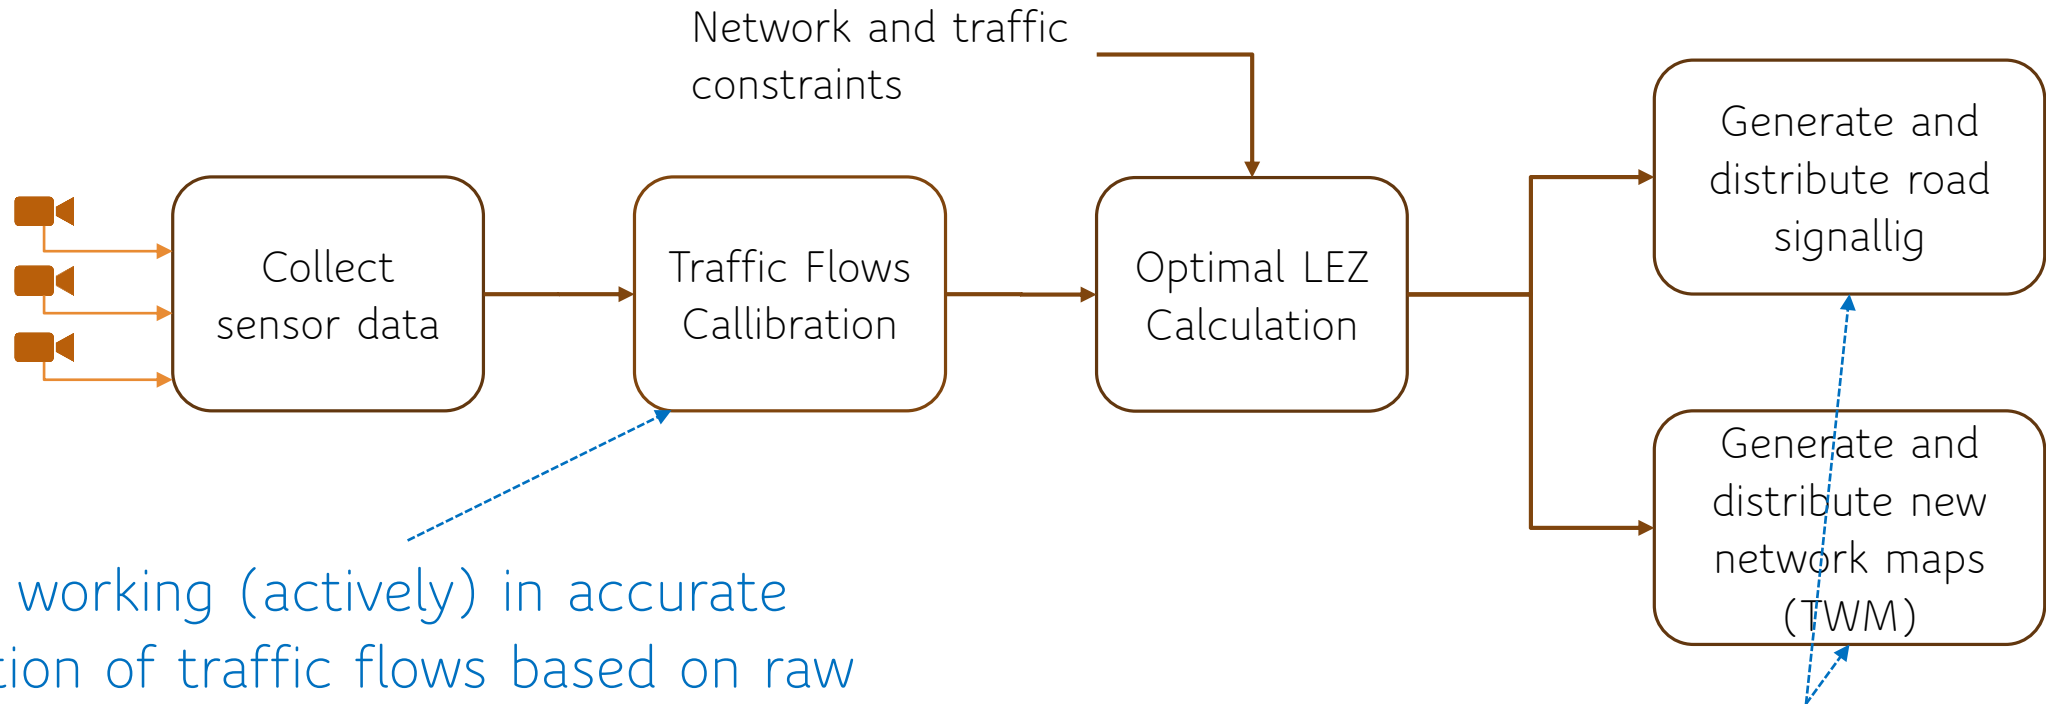 Network and traffic
constraints
Collect
sensor data
Traffic Flows
Callibration
Optimal LEZ
Calculation
Generate and
distribute road
signallig
Generate and
distribute new
network maps
(TWM)
working (actively) in accurate
tion of traffic flows based on raw